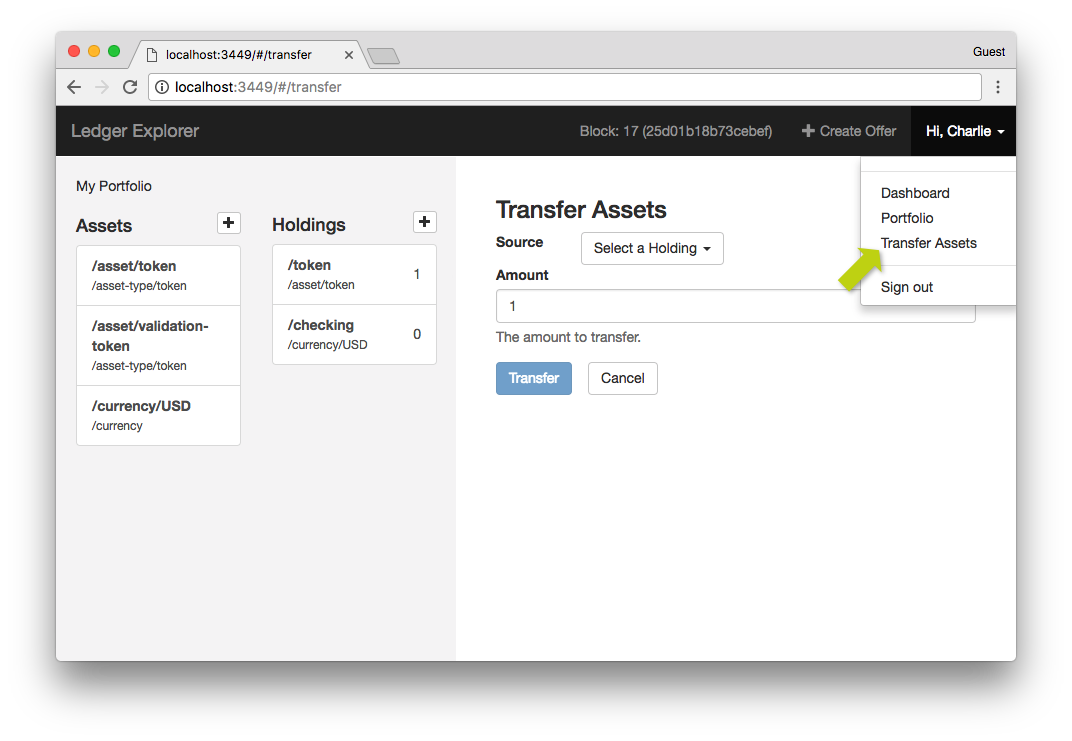 localhost:3449/#/transfer
Guest
localhost:3449/#/transfer
Ledger Explorer
Block: 17 (25d01b18b73cebef)
Create Offer
Hi, Charlie
Dashboard
Portfolio
Transfer Assets
Sign out
My Portfolio
Assets
/asset/token
/asset-type/token
/asset/validation-
token
/asset-type/token
/currency/USD
/currency
Holdings
/token
1
/asset/token
/checking
0
/currency/USD
Transfer Assets
Source
Select a Holding
Amount
1
The amount to transfer.
Transfer
Cancel